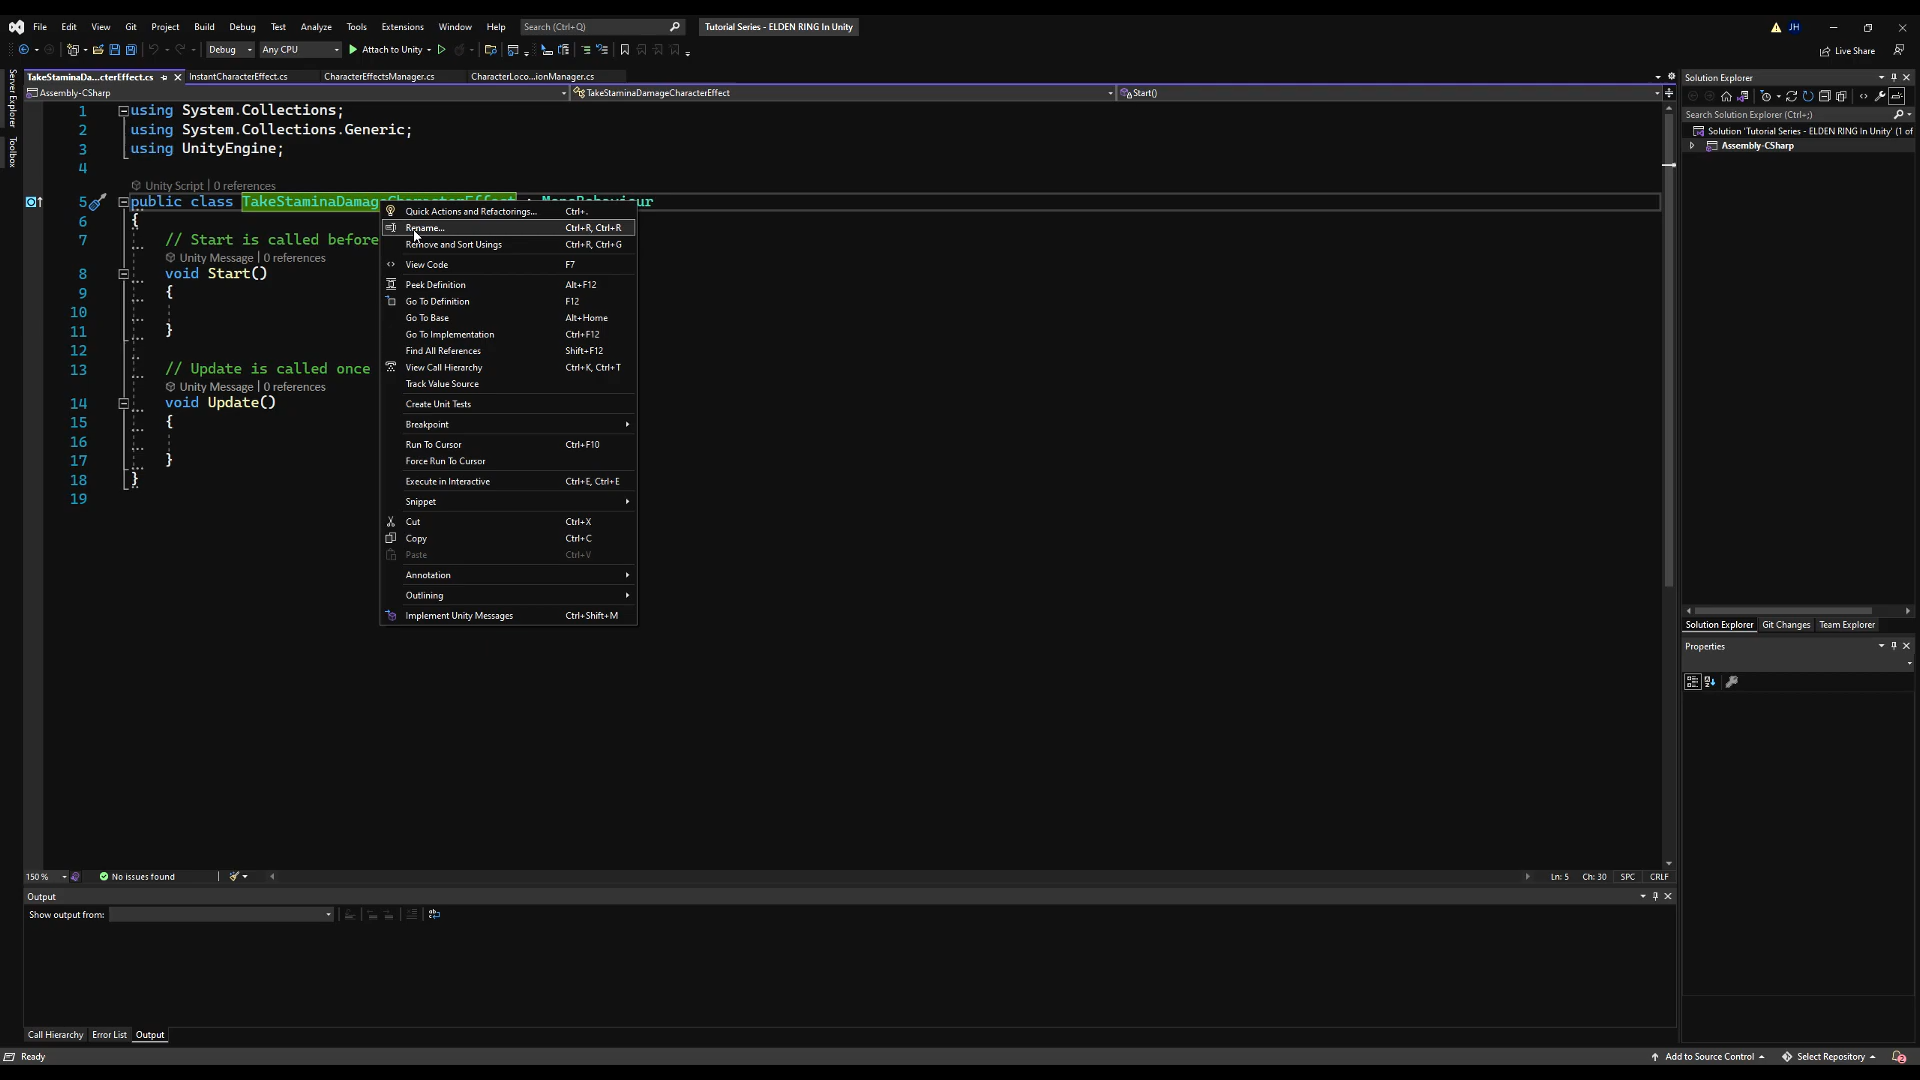 File Edit View Git Project Build Debug Test Analyze Tools Extensions Window Help Search (Ctrl+Q) Tutorial Series - ELDEN RING In Unity JH
Debug Any CPU Attach to Unity Live Share
TakeStaminaDa...cterEffect.cs InstantCharacterEffect.cs CharacterEffectsManager.cs CharacterLoco...ionManager.cs
Assembly-CSharp TakeStaminaDamageCharacterEffect Start()
Server Explorer
Toolbox
1 using System.Collections;
2 using System.Collections.Generic;
3 using UnityEngine;
4
Unity Script | 0 references
5 public class TakeStaminaDamageCharacterEffect : MonoBehaviour
6 {
7 // Start is called before
Unity Message | 0 references
8 void Start()
9 {
10
11 }
12
13 // Update is called once
Unity Message | 0 references
14 void Update()
15 {
16
17 }
18 }
19
Quick Actions and Refactorings... Ctrl+.
Rename... Ctrl+R, Ctrl+R
Remove and Sort Usings Ctrl+R, Ctrl+G
View Code F7
Peek Definition Alt+F12
Go To Definition F12
Go To Base Alt+Home
Go To Implementation Ctrl+F12
Find All References Shift+F12
View Call Hierarchy Ctrl+K, Ctrl+T
Track Value Source
Create Unit Tests
Breakpoint
Run To Cursor Ctrl+F10
Force Run To Cursor
Execute in Interactive Ctrl+E, Ctrl+E
Snippet
Cut Ctrl+X
Copy Ctrl+C
Paste Ctrl+V
Annotation
Outlining
Implement Unity Messages Ctrl+Shift+M
Solution Explorer
Search Solution Explorer (Ctrl+;)
Solution 'Tutorial Series - ELDEN RING In Unity' (1 of
Assembly-CSharp
Solution Explorer Git Changes Team Explorer
Properties
150 % No issues found Ln: 5 Ch: 30 SPC CRLF
Output
Show output from:
Call Hierarchy Error List Output
Ready Add to Source Control Select Repository 2